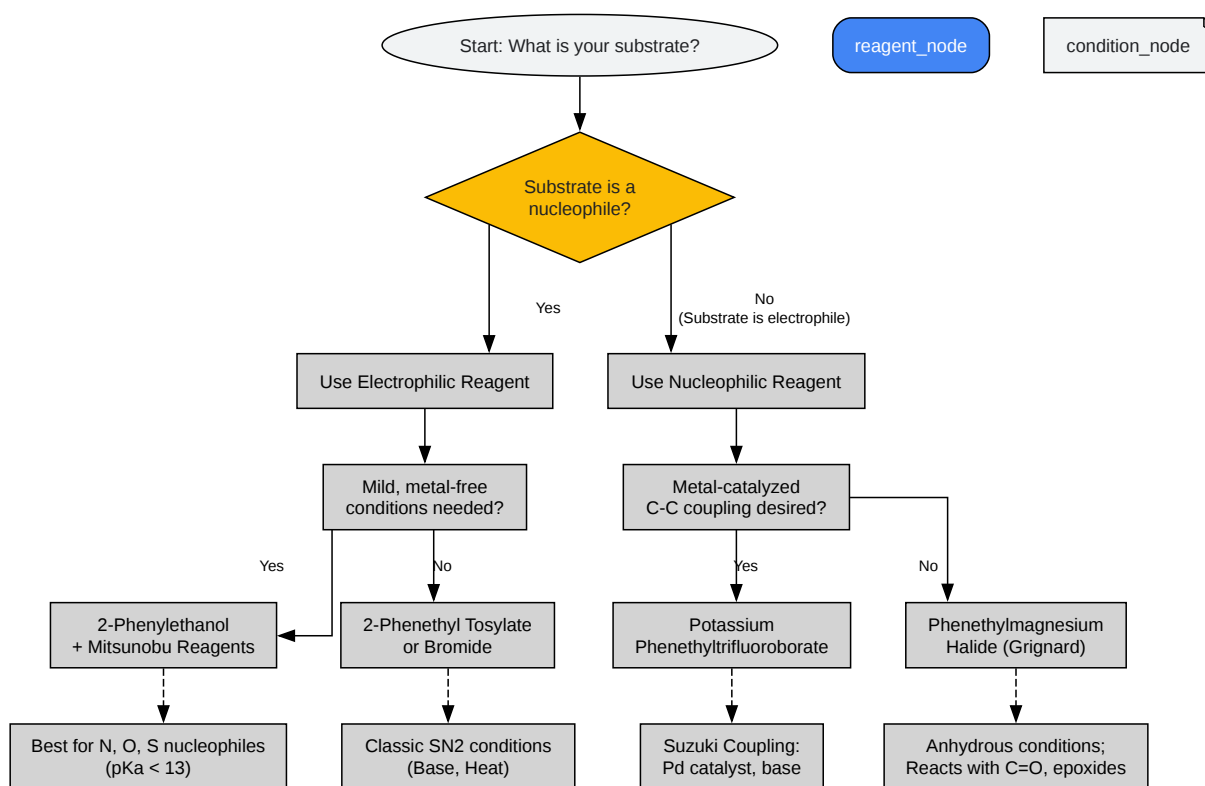 Start: What is your substrate?
reagent_node
condition_node
Substrate is a
nucleophile?
Yes
No
(Substrate is electrophile)
Use Electrophilic Reagent
Use Nucleophilic Reagent
Mild, metal-free
conditions needed?
Metal-catalyzed
C-C coupling desired?
Yes
No
Yes
No
2-Phenylethanol
+ Mitsunobu Reagents
2-Phenethyl Tosylate
or Bromide
Potassium
Phenethyltrifluoroborate
Phenethylmagnesium
Halide (Grignard)
Best for N, O, S nucleophiles
(pKa < 13)
Classic SN2 conditions
(Base, Heat)
Suzuki Coupling:
Pd catalyst, base
Anhydrous conditions;
Reacts with C=O, epoxides